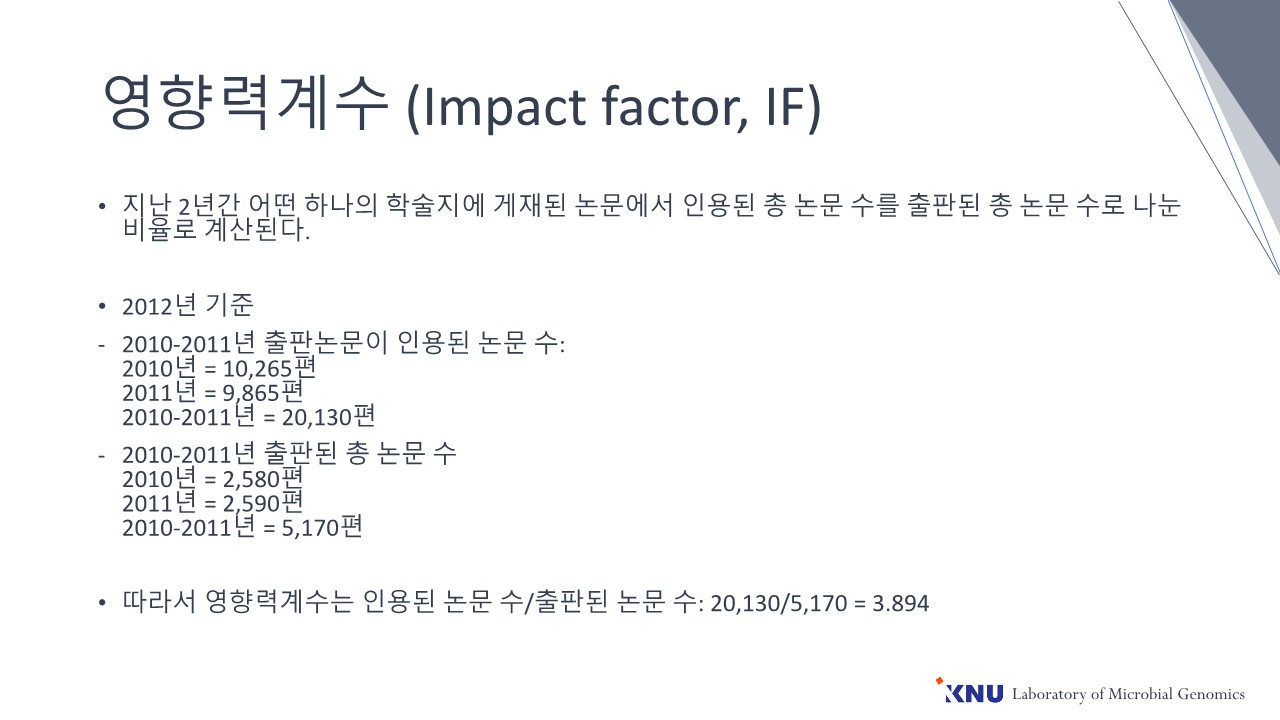 영향력계수 (Impact factor, IF)
• 지난 2년간 어떤 하나의 학술지에 게재된 논문에서 인용된 총 논문 수를 출판된 총 논문 수로 나눈
비율로 계산된다.
• 2012년 기준
- 2010-2011년 출판논문이 인용된 논문 수:
2010년 = 10,265편
2011년 = 9,865편
2010-2011년 = 20,130편
- 2010-2011년 출판된 총 논문 수
2010년 = 2,580편
2011년 = 2,590편
2010-2011년 = 5,170편
• 따라서 영향력계수는 인용된 논문 수/출판된 논문 수: 20,130/5,170 = 3.894
KNU Laboratory of Microbial Genomics